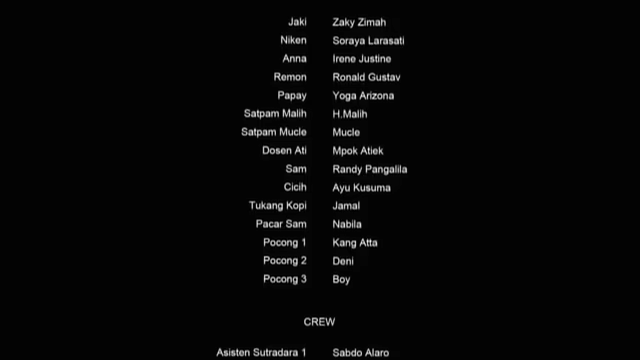 Jaki Zaky Zimah
Niken Soraya Larasati
Anna Irene Justine
Remon Ronald Gustav
Papay Yoga Arizona
Satpam Malih H.Malih
Satpam Mucle Mucle
Dosen Ati Mpok Atiek
Sam Randy Pangalila
Cicih Ayu Kusuma
Tukang Kopi Jamal
Pacar Sam Nabila
Pocong 1 Kang Atta
Pocong 2 Deni
Pocong 3 Boy
CREW
Asisten Sutradara 1 Sabdo Alaro